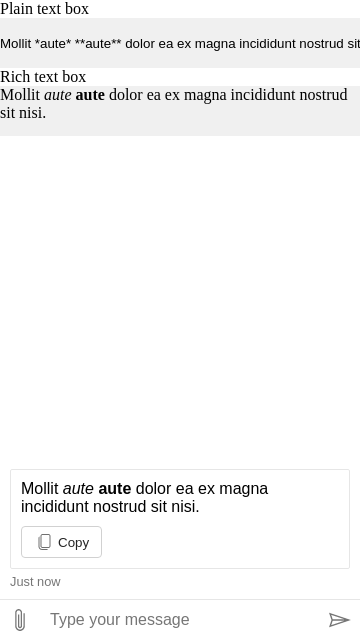 Plain text box
Mollit *aute* **aute** dolor ea ex magna incididunt nostrud sit
Rich text box
Mollit aute aute dolor ea ex magna incididunt nostrud
sit nisi.
Mollit aute aute dolor ea ex magna
incididunt nostrud sit nisi.
Copy
Just now
Type your message